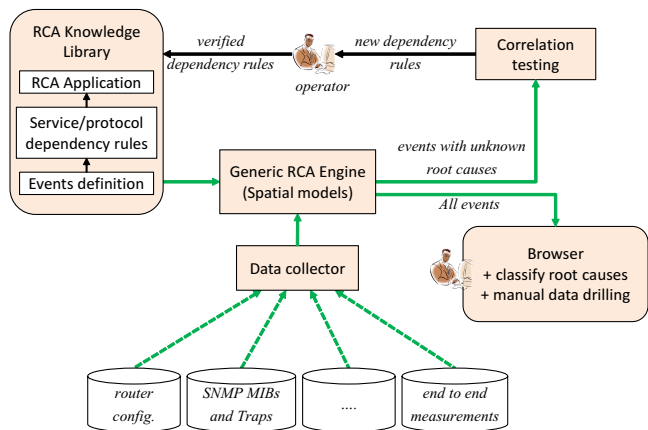 RCA Knowledge
Library
RCA Application
Service/protocol
dependency rules
Events definition
verified
dependency rules
operator
new dependency
rules
Correlation
testing
events with unknown
root causes
Generic RCA Engine
(Spatial models)
All events
Browser
+ classify root causes
+ manual data drilling
Data collector
router
config.
SNMP MIBs
and Traps
....
end to end
measurements